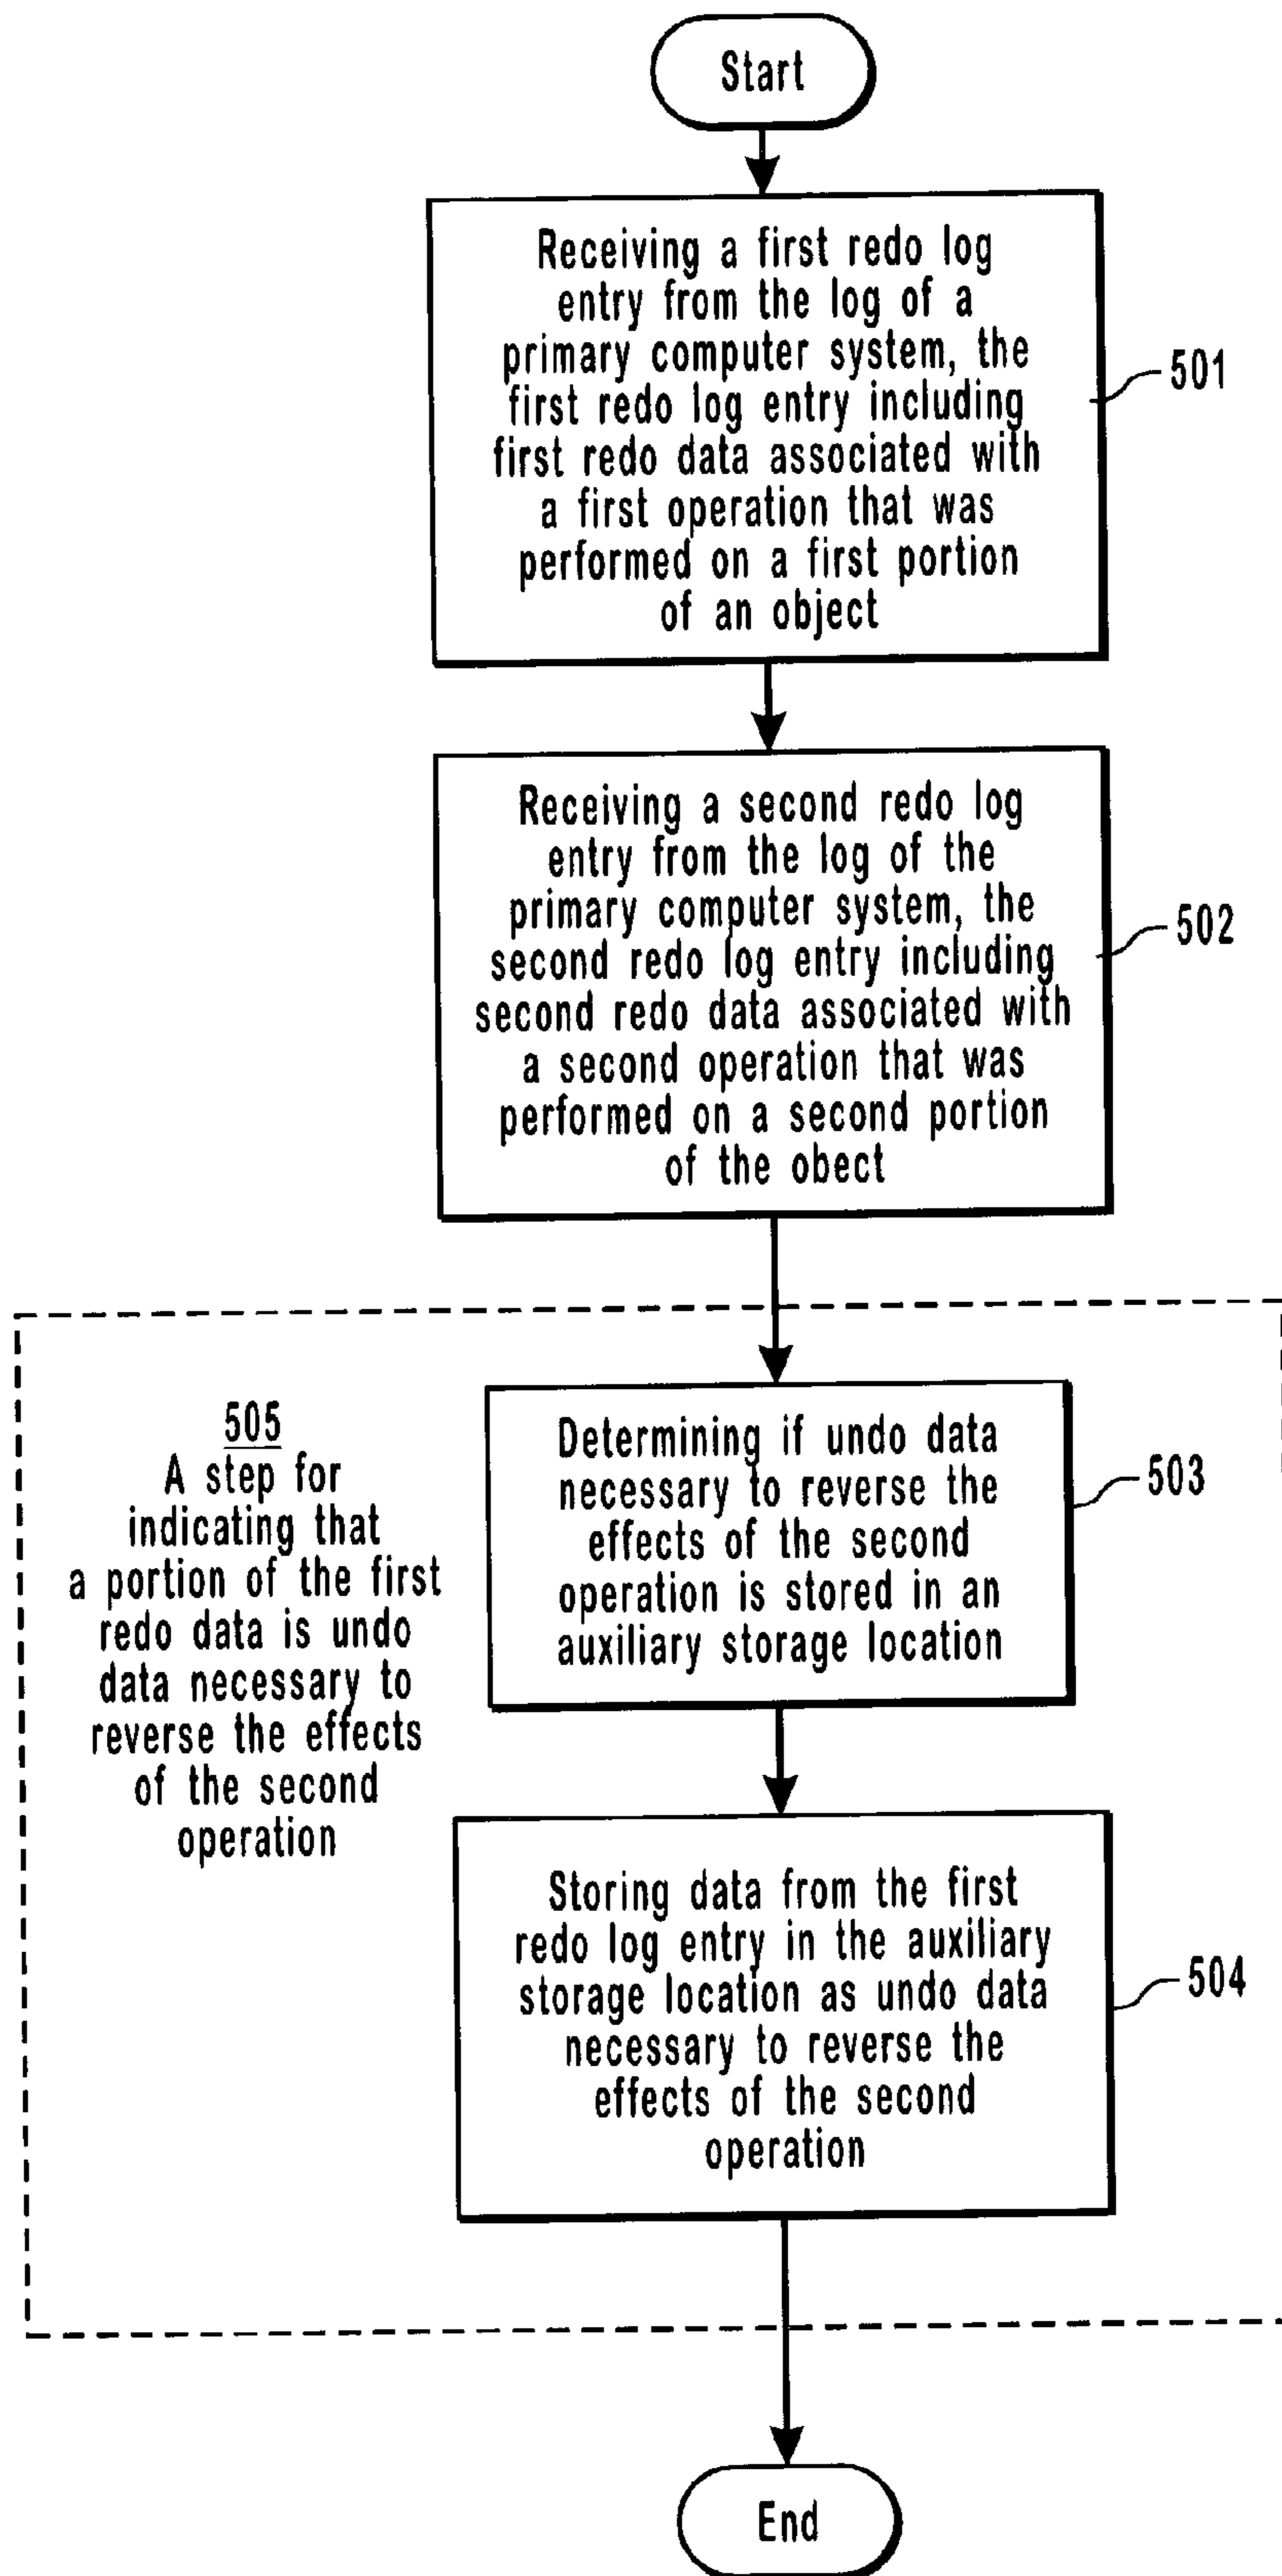 Start
Receiving a first redo log
entry from the log of a
primary computer system, the
first redo log entry including
first redo data associated with
a first operation that was
performed on a first portion
of an object
501
Receiving a second redo log
entry from the log of the
primary computer system, the
second redo log entry including
second redo data associated with
a second operation that was
performed on a second portion
of the obect
502
505
A step for
indicating that
a portion of the first
redo data is undo
data necessary to
reverse the effects
of the second
operation
Determining if undo data
necessary to reverse the
effects of the second
operation is stored in an
auxiliary storage location
503
Storing data from the first
redo log entry in the auxiliary
storage location as undo data
necessary to reverse the
effects of the second
operation
504
End